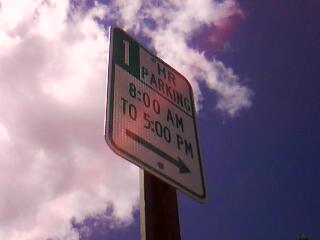 1 HR
PARKING
8:00 AM
TO 5:00 PM